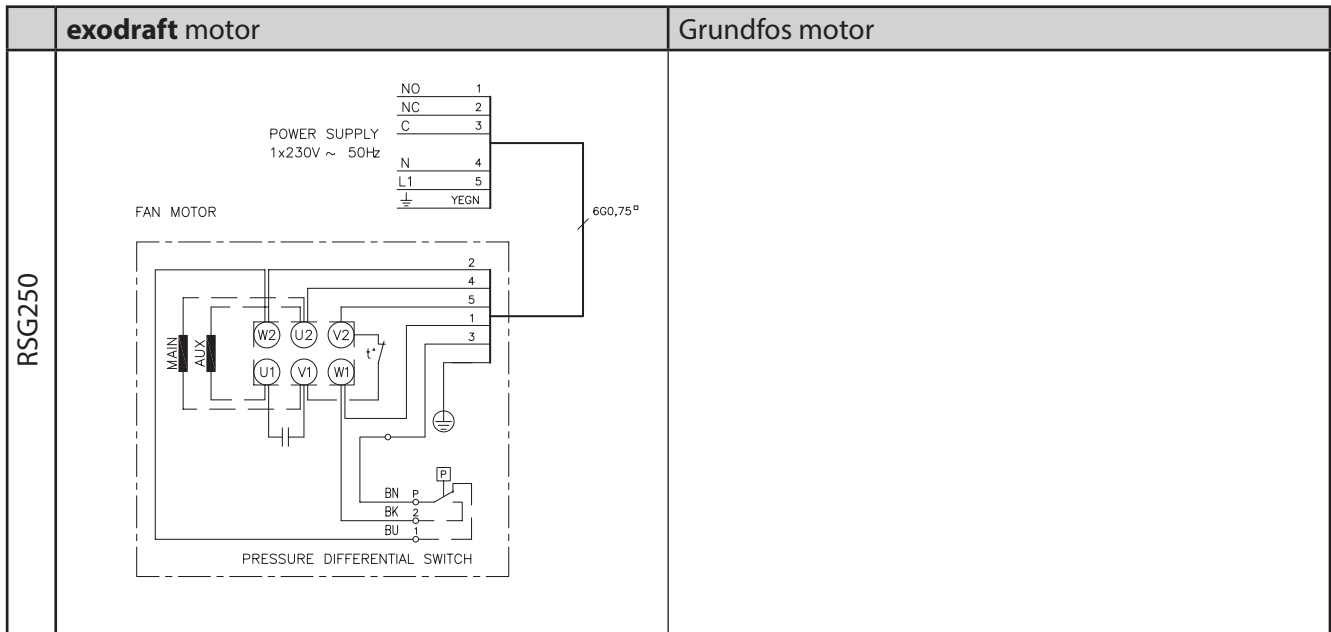 exodraft motor
Grundfos motor
RSG250
NO 1
NC 2
C 3
POWER SUPPLY
1x230V ~ 50Hz
N 4
L1 5
YEGN
6G0,75
FAN MOTOR
2
4
5
1
3
MAIN
AUX
W2 U2 V2
t°
U1 V1 W1
P
BN P
BK 2
BU 1
PRESSURE DIFFERENTIAL SWITCH